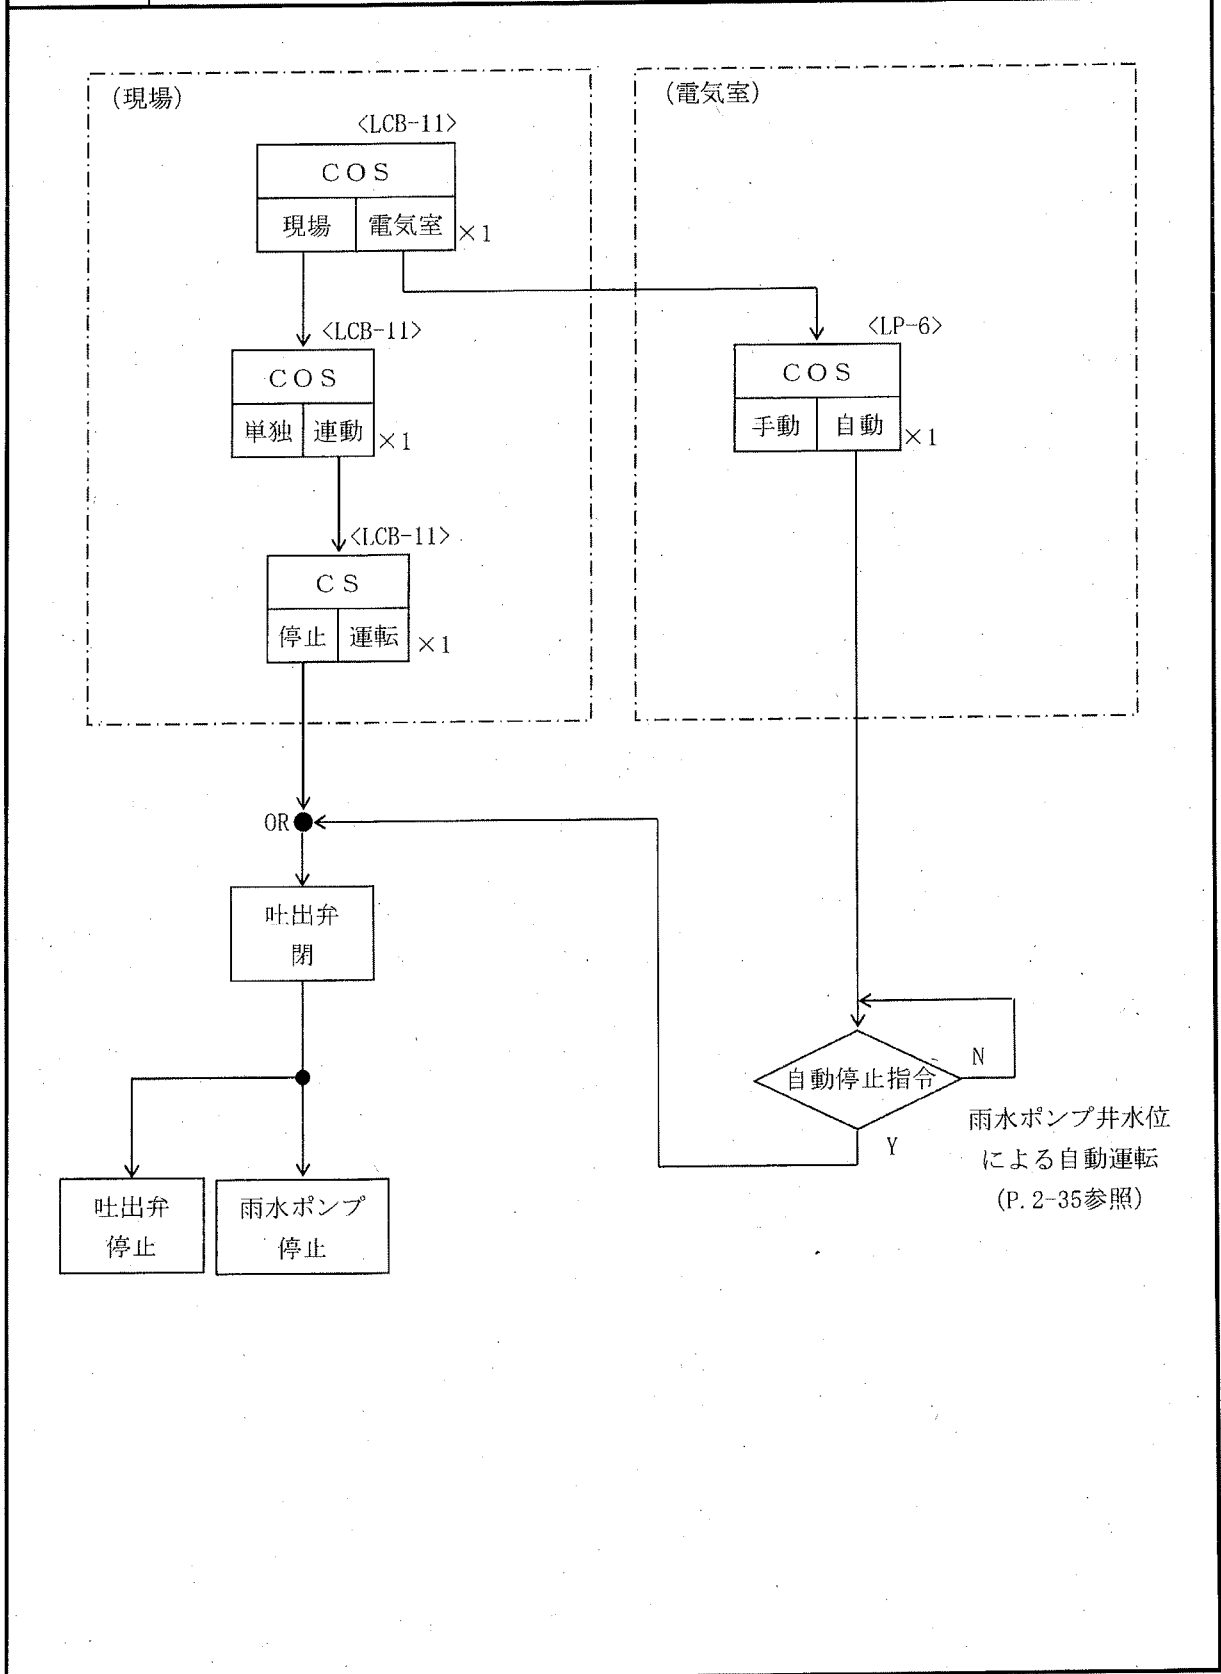 (現場)
<LCB-11>
COS
現場 電気室 ×1
<LCB-11>
COS
単独 連動 ×1
<LCB-11>
CS
停止 運転 ×1
(電気室)
<LP-6>
COS
手動 自動 ×1
OR
吐出弁
閉
自動停止指令
N
Y
雨水ポンプ井水位
による自動運転
(P.2-35参照)
吐出弁
停止
雨水ポンプ
停止